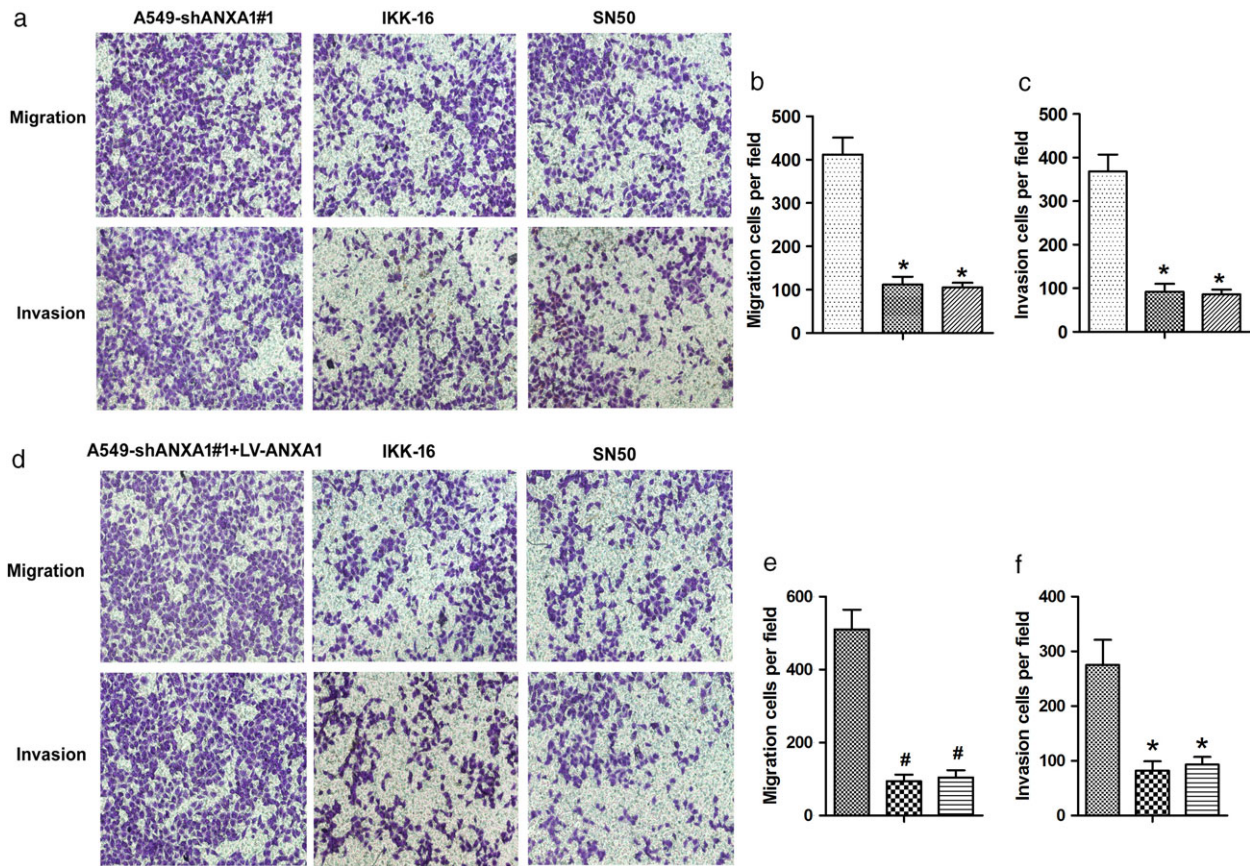 a
A549-shANXA1#1 IKK-16 SN50
Migration
Invasion
b
Migration cells per field
500
400
300
200
100
0
* *
c
Invasion cells per field
500
400
300
200
100
0
* *
d
A549-shANXA1#1+LV-ANXA1 IKK-16 SN50
Migration
Invasion
e
Migration cells per field
600
400
200
0
# #
f
Invasion cells per field
400
300
200
100
0
* *